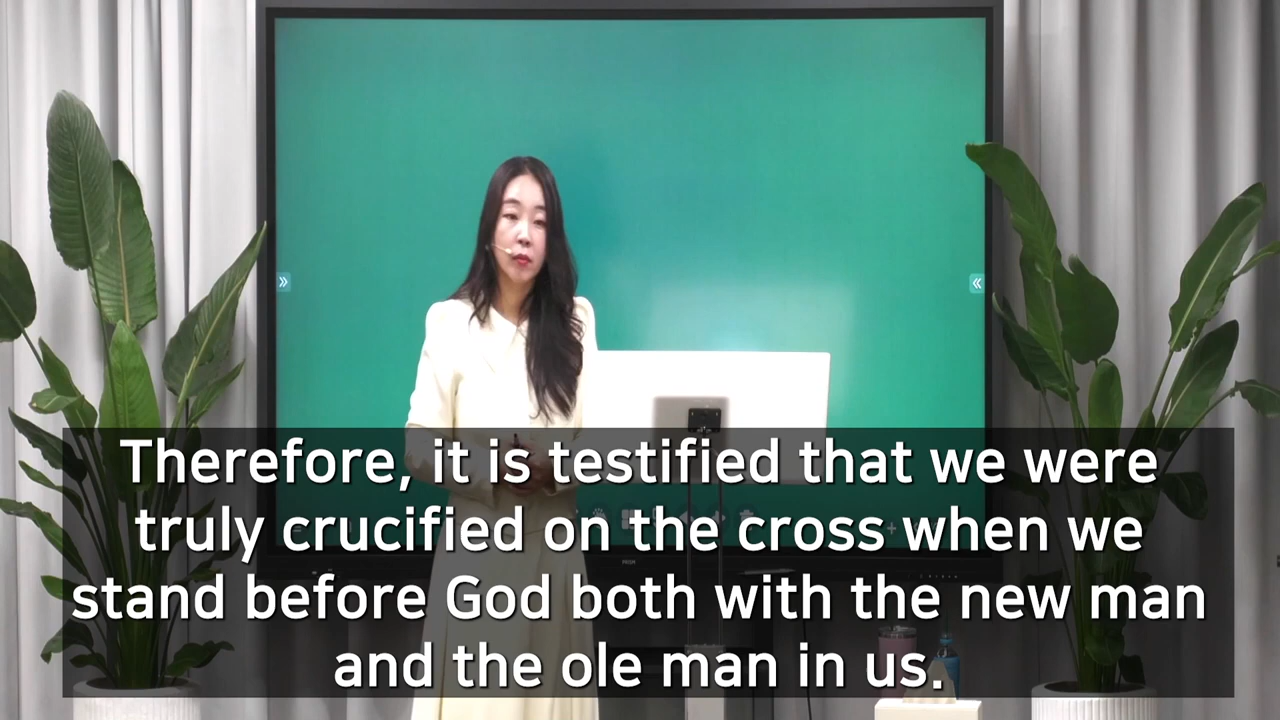 Therefore, it is testified that we were
truly crucified on the cross when we
stand before God both with the new man
and the ole man in us.